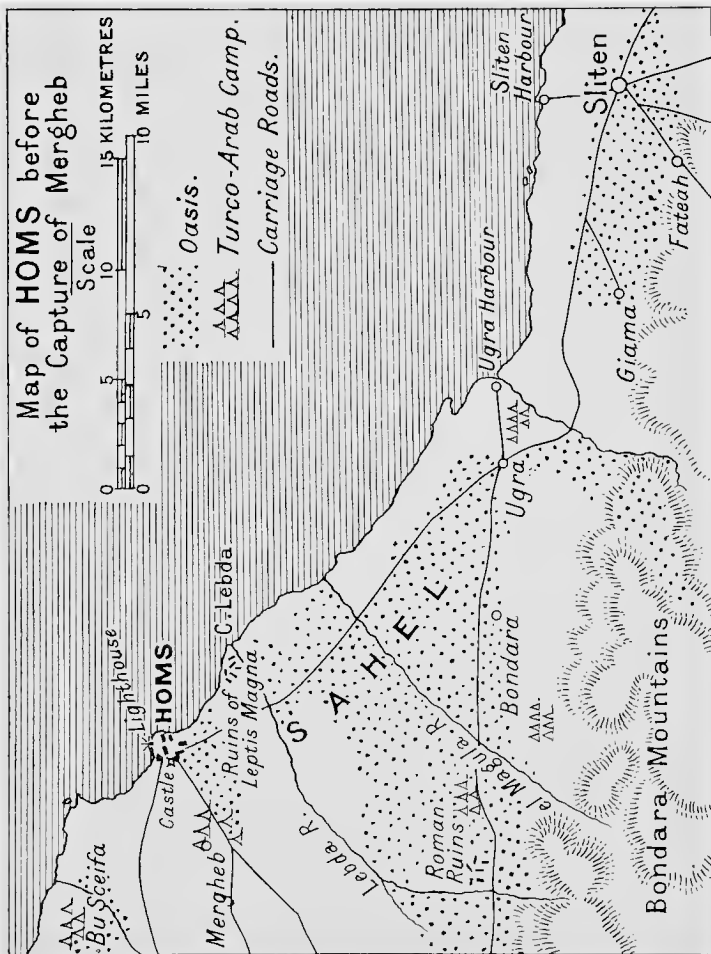 Map of HOMS before
the Capture of Mergheb
Scale
0 5 10 15 KILOMETRES
0 5 10 MILES
Oasis.
Turco-Arab Camp.
Carriage Roads.
Lighthouse
HOMS
Castle
Bu Sceifa
Mergheb
C. Lebda
Ruins of
Leptis Magna
Lebda R.
SAHEL
Roman
Ruins
el Magula R.
Bondara
Bondara Mountains
Ugra Harbour
Ugra
Sliten
Harbour
Sliten
Giama
Fateah